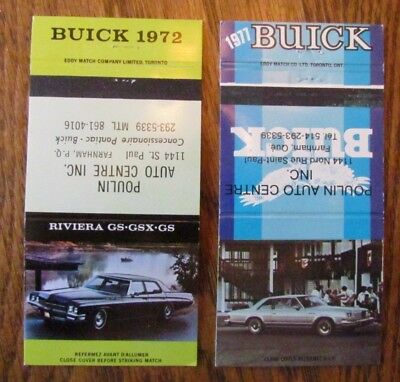 BUICK 1972
EDDY MATCH COMPANY LIMITED, TORONTO
POULIN
AUTO CENTRE
INC.
1144 St. Paul FARNHAM, P.Q.
Concessionaire Pontiac - Buick
293-5339 MTL 861-4016
RIVIERA GS·GSX·GS
REFERMEZ AVANT D'ALLUMER
CLOSE COVER BEFORE STRIKING MATCH
1977 BUICK
EDDY MATCH CO. LTD. TORONTO, ONT.
BUICK
POULIN AUTO CENTRE
INC.
1144 Nord Rue Saint-Paul
Farnham, Qué
Tél. 514-293-5339